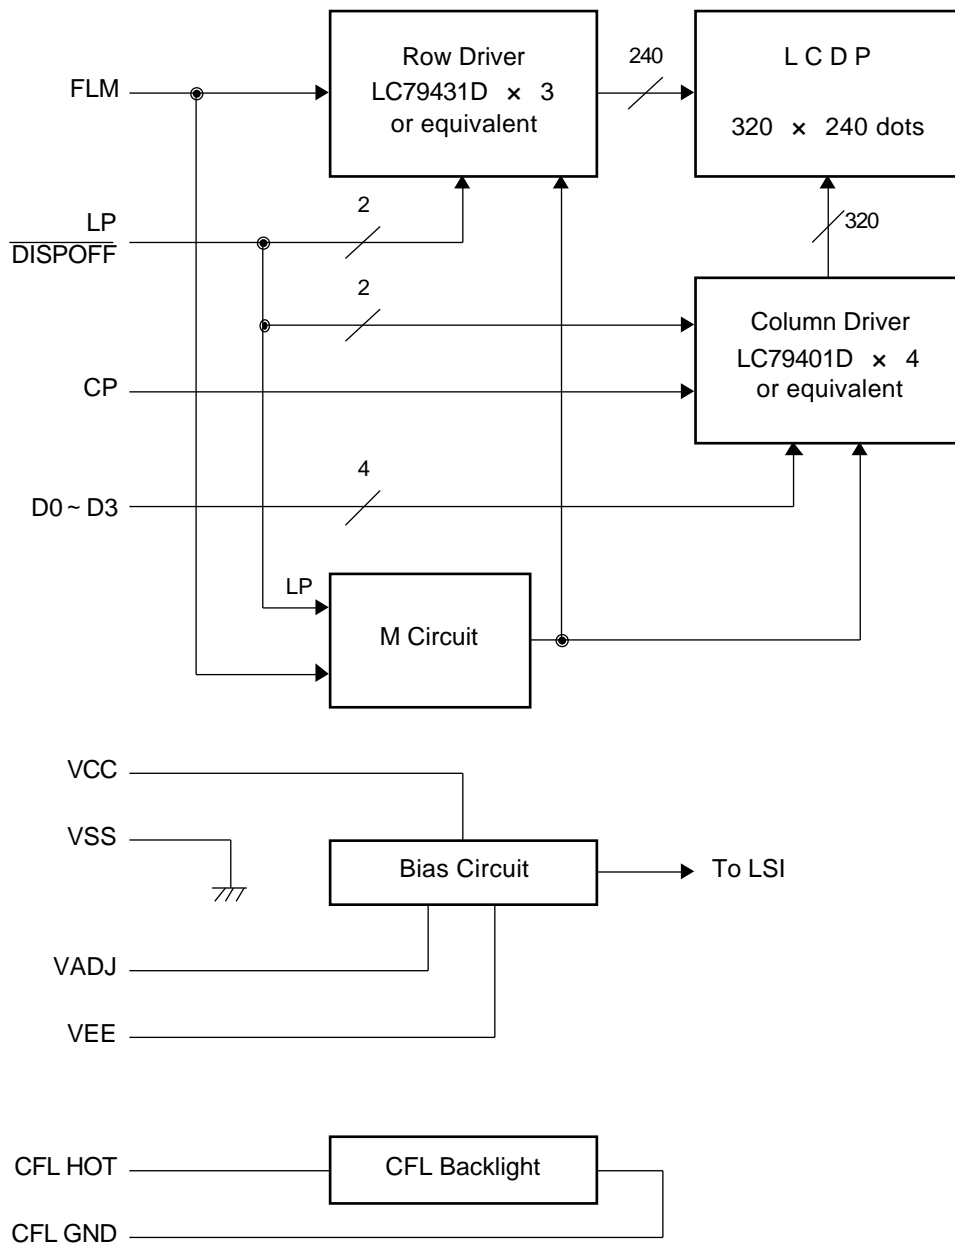 Row Driver
LC79431D × 3
or equivalent
240
L C D P
320 × 240 dots
FLM
LP
DISPOFF
2
320
2
Column Driver
LC79401D × 4
or equivalent
CP
4
D0 ~ D3
LP
M Circuit
VCC
VSS
Bias Circuit
To LSI
VADJ
VEE
CFL HOT
CFL Backlight
CFL GND